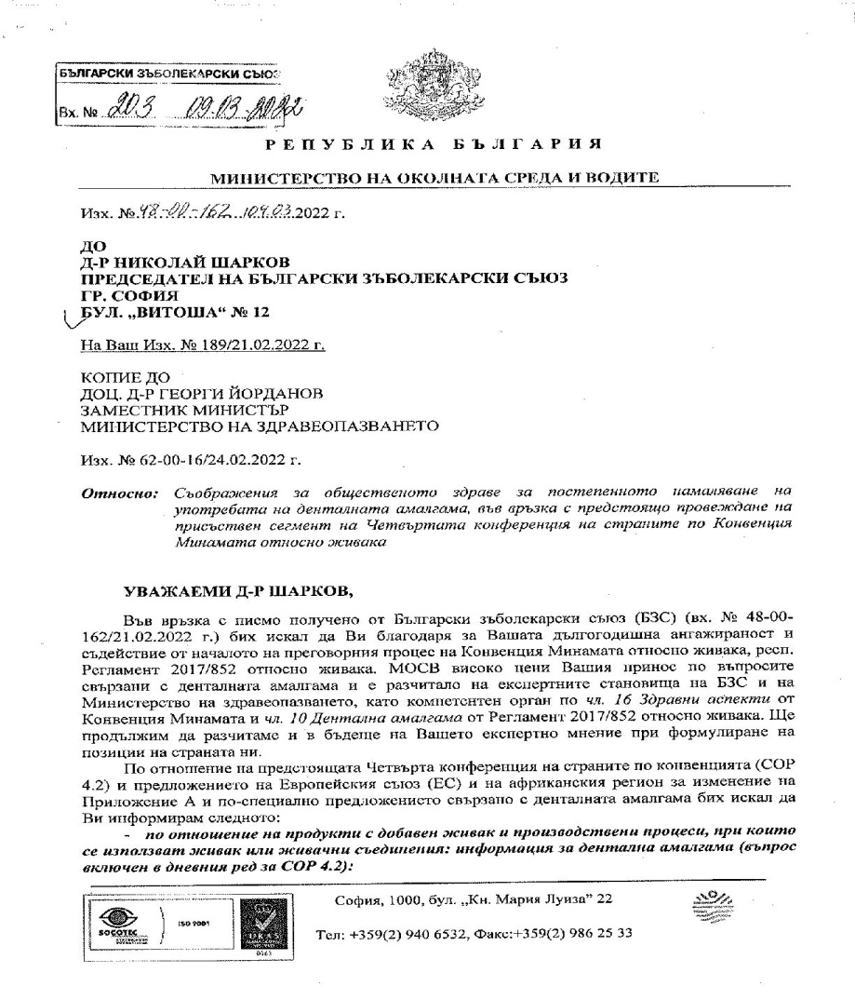 БЪЛГАРСКИ ЗЪБОЛЕКАРСКИ СЪЮЗ
Вх. № 203 09.03.2022
РЕПУБЛИКА БЪЛГАРИЯ
МИНИСТЕРСТВО НА ОКОЛНАТА СРЕДА И ВОДИТЕ
Изх. № 48-00-162 /04.03.2022 г.
ДО
Д-Р НИКОЛАЙ ШАРКОВ
ПРЕДСЕДАТЕЛ НА БЪЛГАРСКИ ЗЪБОЛЕКАРСКИ СЪЮЗ
ГР. СОФИЯ
БУЛ. „ВИТОША“ № 12
На Ваш Изх. № 189/21.02.2022 г.
КОПИЕ ДО
ДОЦ. Д-Р ГЕОРГИ ЙОРДАНОВ
ЗАМЕСТНИК МИНИСТЪР
МИНИСТЕРСТВО НА ЗДРАВЕОПАЗВАНЕТО
Изх. № 62-00-16/24.02.2022 г.
Относно: Съображения за общественото здраве за постепенното намаляване на
употребата на денталната амалгама, във връзка с предстоящо провеждане на
присъствен сегмент на Четвъртата конференция на страните по Конвенция
Минамата относно живака
УВАЖАЕМИ Д-Р ШАРКОВ,
Във връзка с писмо получено от Български зъболекарски съюз (БЗС) (вх. № 48-00-
162/21.02.2022 г.) бих искал да Ви благодаря за Вашата дългогодишна ангажираност и
съдействие от началото на преговорния процес на Конвенция Минамата относно живака, респ.
Регламент 2017/852 относно живака. МОСВ високо цени Вашия принос по въпросите
свързани с денталната амалгама и е разчитало на експертните становища на БЗС и на
Министерство на здравеопазването, като компетентен орган по чл. 16 Здравни аспекти от
Конвенция Минамата и чл. 10 Дентална амалгама от Регламент 2017/852 относно живака. Ще
продължим да разчитаме и в бъдеще на Вашето експертно мнение при формулиране на
позиции на страната ни.
По отношение на предстоящата Четвърта конференция на страните по конвенцията (COP
4.2) и предложението на Европейския съюз (ЕС) и на африканския регион за изменение на
Приложение А и по-специално предложението свързано с денталната амалгама бих искал да
Ви информирам следното:
- по отношение на продукти с добавен живак и производствени процеси, при които
се използват живак или живачни съединения: информация за дентална амалгама (въпрос
включен в дневния ред за COP 4.2):
София, 1000, бул. „Кн. Мария Луиза” 22
Тел: +359(2) 940 6532, Факс:+359(2) 986 25 33
SOCOTEC
ISO 9001
UKAS